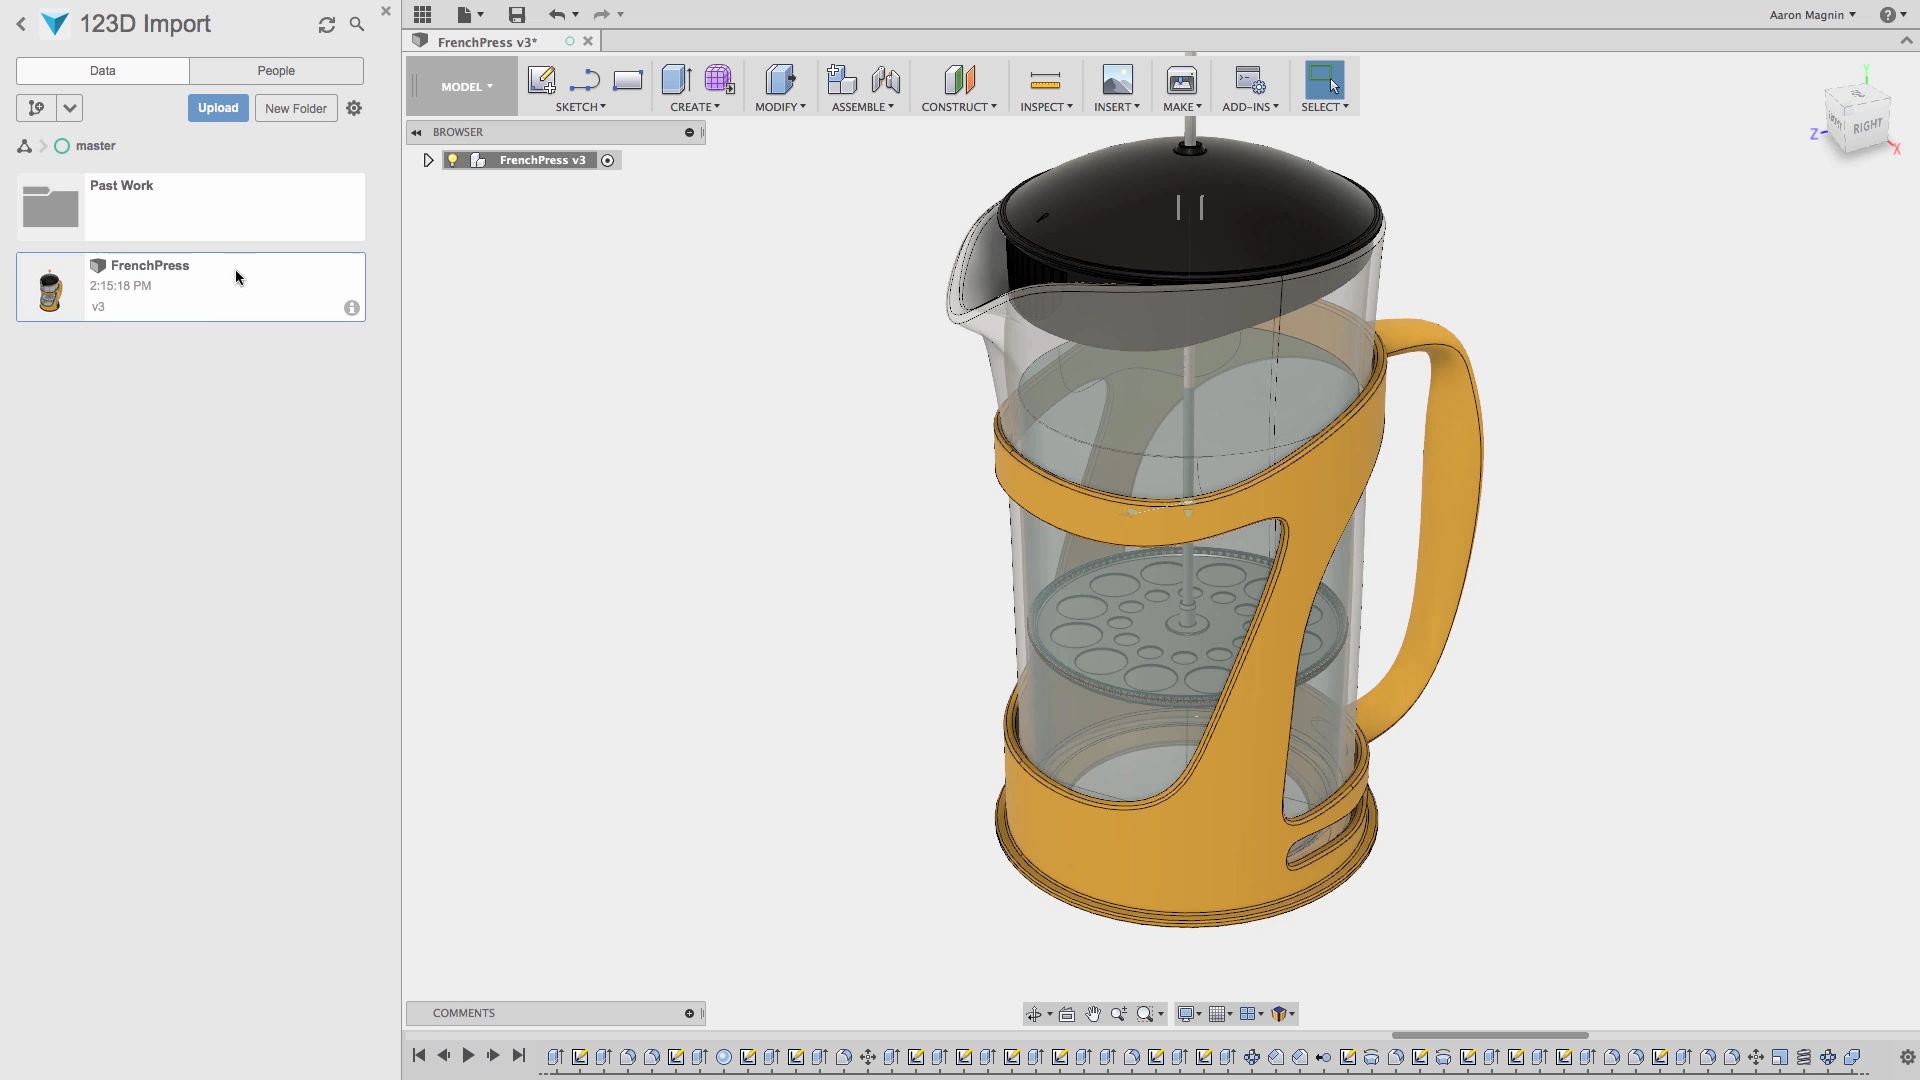 123D Import
Data
People
Upload
New Folder
master
Past Work
FrenchPress
2:15:18 PM
v3
Aaron Magnin
FrenchPress v3*
MODEL
SKETCH
CREATE
MODIFY
ASSEMBLE
CONSTRUCT
INSPECT
INSERT
MAKE
ADD-INS
SELECT
BROWSER
FrenchPress v3
Y
Z
RIGHT
X
COMMENTS